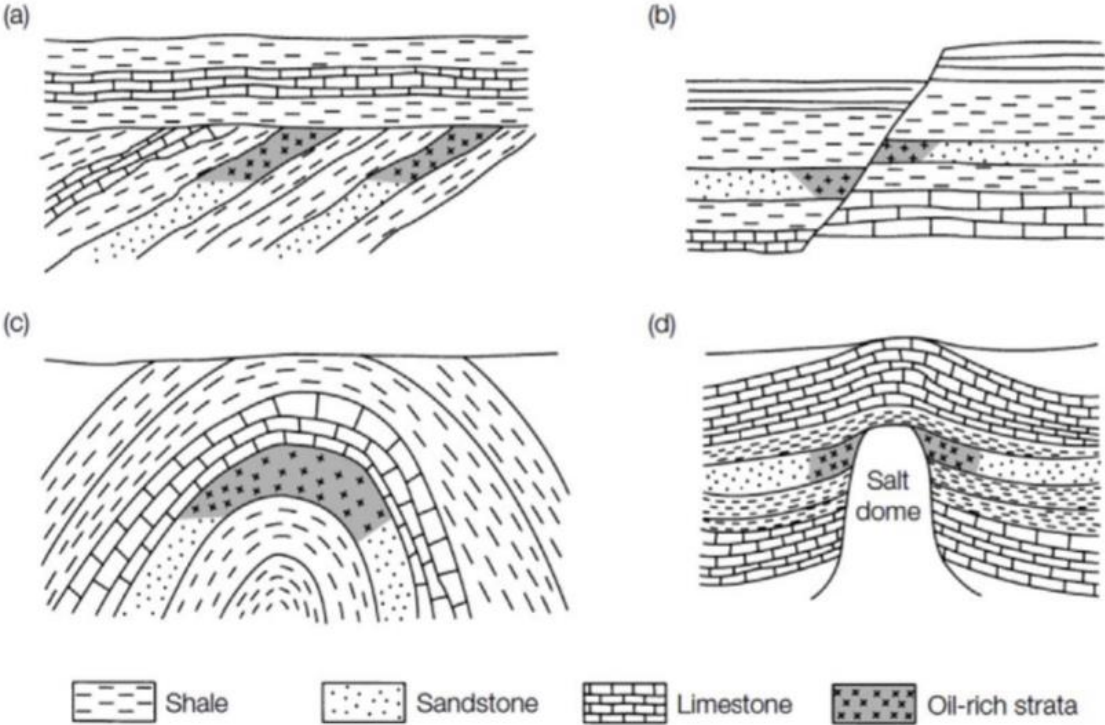 (a)
(b)
(c)
(d)
Salt
dome
Shale
Sandstone
Limestone
Oil-rich strata